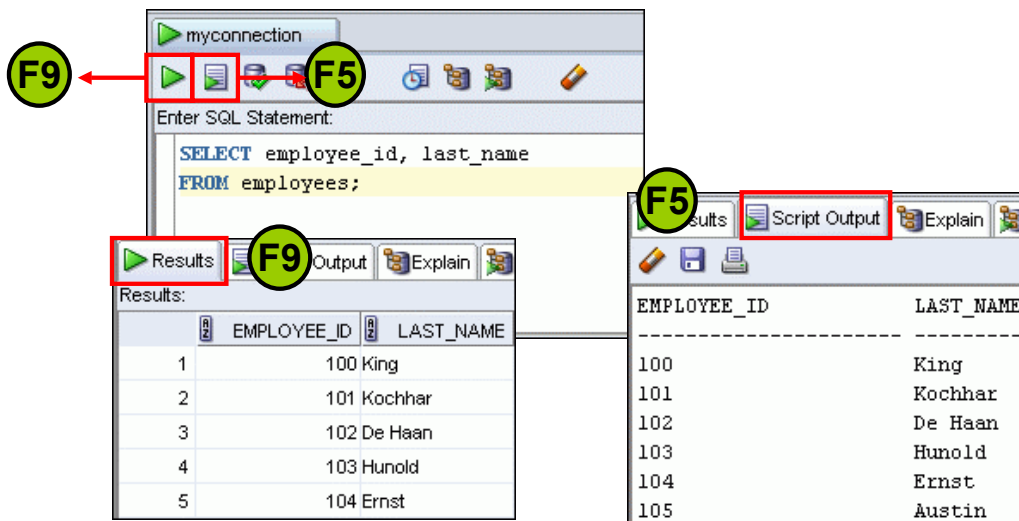 myconnection
F9
F5
Enter SQL Statement:
SELECT employee_id, last_name
FROM employees;
Results
F9
Output
Explain
Results:
EMPLOYEE_ID LAST_NAME
1 100 King
2 101 Kochhar
3 102 De Haan
4 103 Hunold
5 104 Ernst
F5
sults
Script Output
Explain
EMPLOYEE_ID LAST_NAME
---------------------- ---------
100 King
101 Kochhar
102 De Haan
103 Hunold
104 Ernst
105 Austin